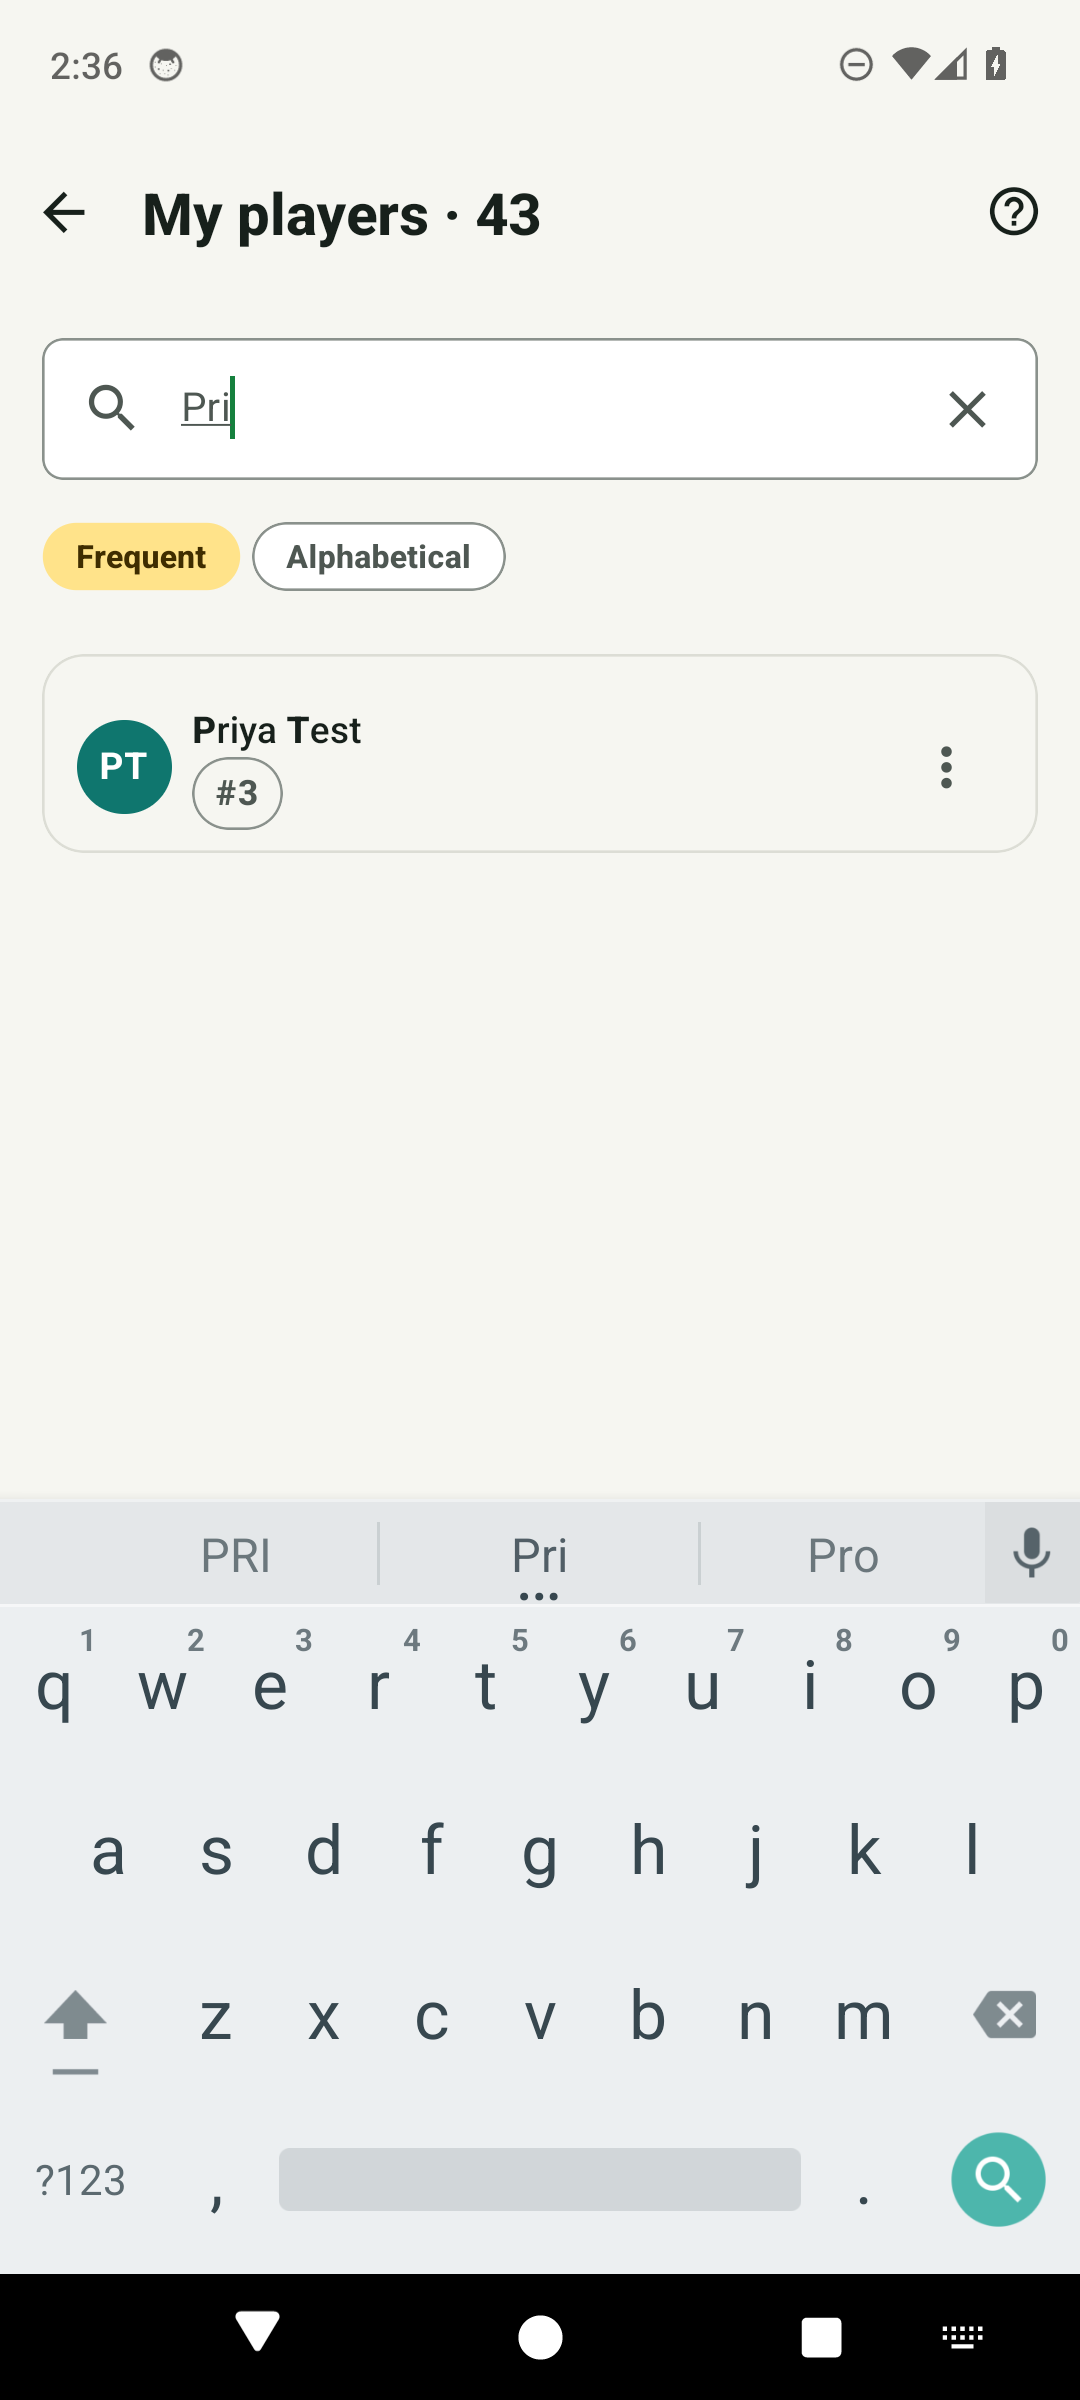 2:36
My players · 43
Pri
Frequent Alphabetical
PT
Priya Test
#3
PRI Pri Pro
1 2 3 4 5 6 7 8 9 0
q w e r t y u i o p
a s d f g h j k l
z x c v b n m
?123 , .